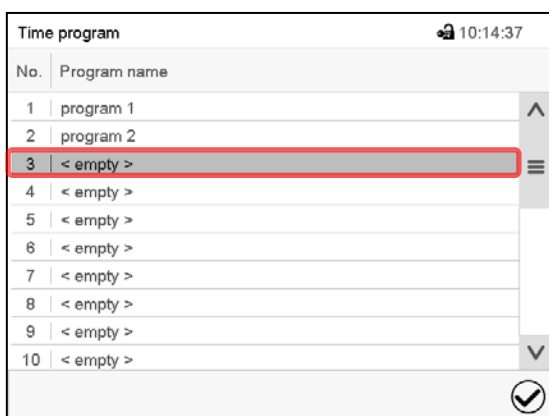 Time program 10:14:37
No. Program name
1 program 1
2 program 2
3 < empty >
4 < empty >
5 < empty >
6 < empty >
7 < empty >
8 < empty >
9 < empty >
10 < empty >